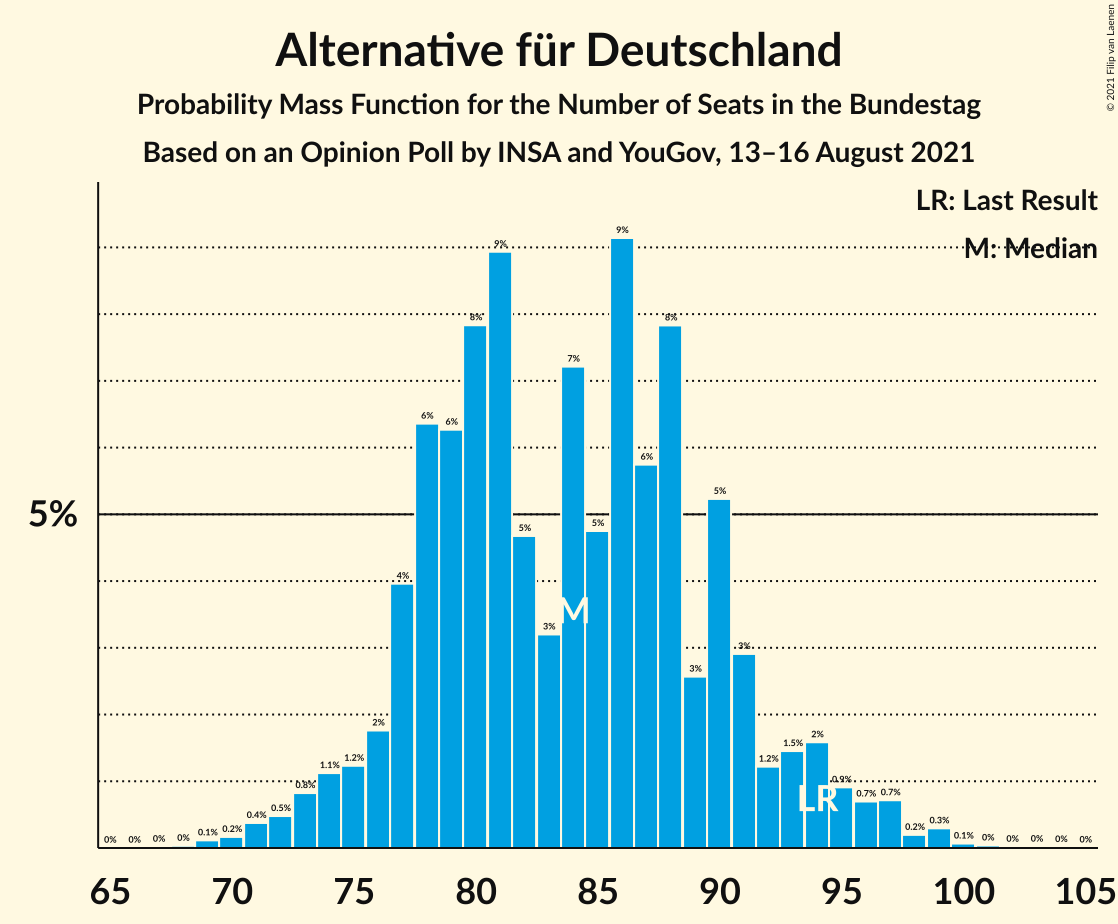 Alternative für Deutschland
Probability Mass Function for the Number of Seats in the Bundestag
Based on an Opinion Poll by INSA and YouGov, 13–16 August 2021
© 2021 Filip van Laenen
LR: Last Result
M: Median
5%
0% 0% 0% 0% 0.1% 0.2% 0.4% 0.5% 0.8% 1.1% 1.2% 2% 4% 6% 6% 8% 9% 5% 3% 7% 5% 9% 6% 8% 3% 5% 3% 1.2% 1.5% 2% 0.9% 0.7% 0.7% 0.2% 0.3% 0.1% 0% 0% 0% 0% 0%
M
LR
65 70 75 80 85 90 95 100 105